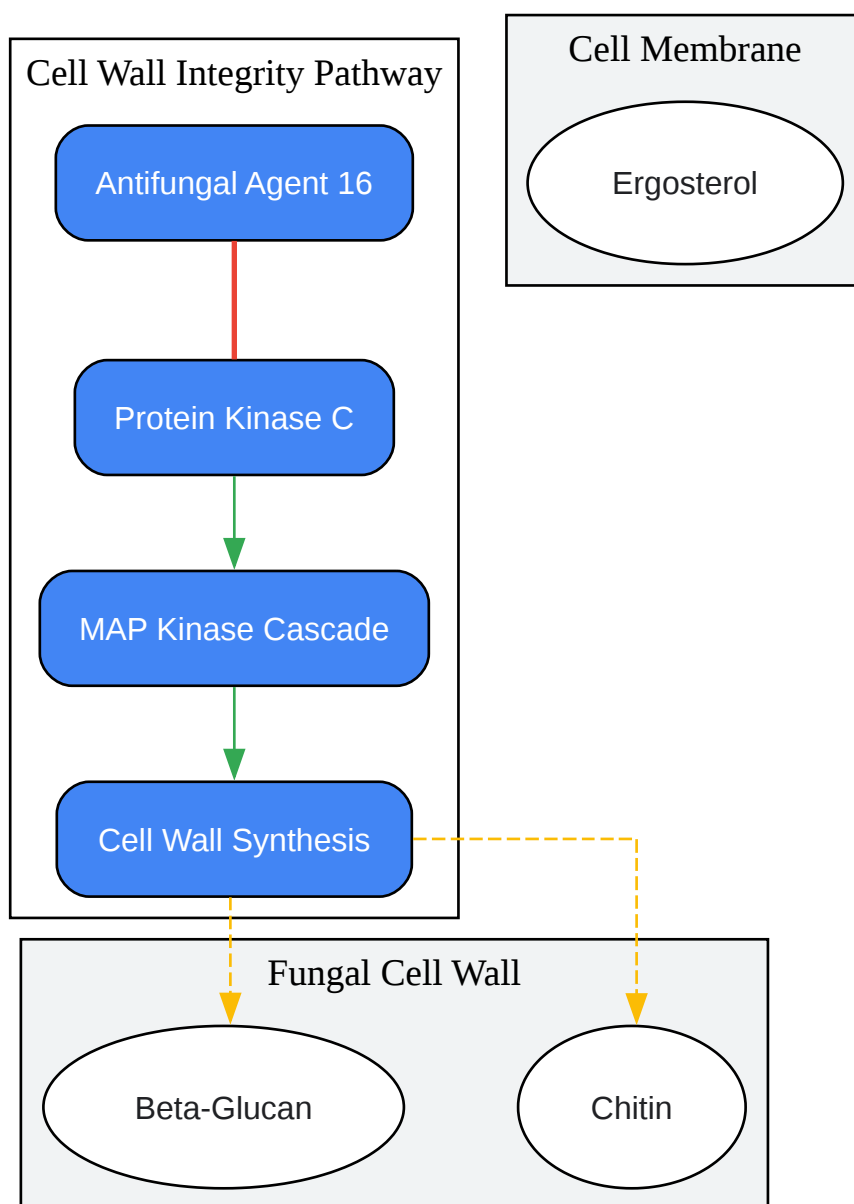 Cell Membrane
Cell Wall Integrity Pathway
Antifungal Agent 16
Ergosterol
Protein Kinase C
MAP Kinase Cascade
Cell Wall Synthesis
Fungal Cell Wall
Beta-Glucan
Chitin